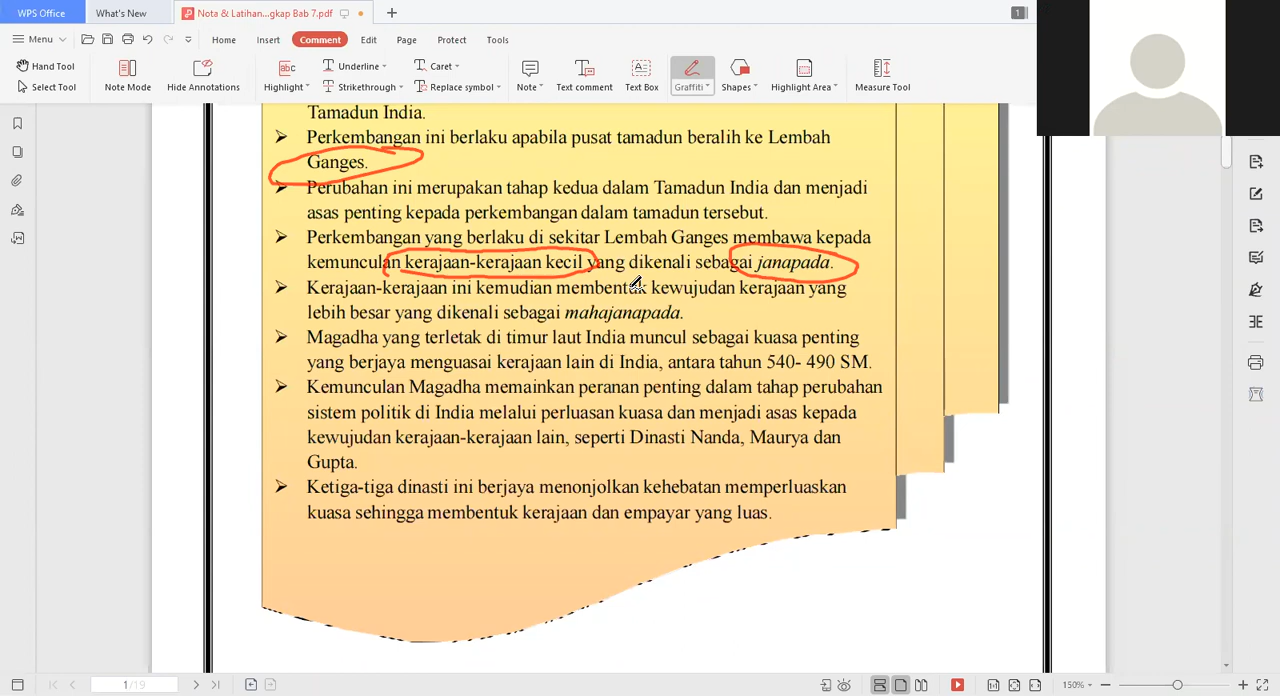 WPS Office
What's New
Nota & Latihan...gkap Bab 7.pdf
1
Menu
Home
Insert
Comment
Edit
Page
Protect
Tools
Hand Tool
Select Tool
Note Mode
Hide Annotations
abc
Highlight
Underline
Strikethrough
Caret
Replace symbol
Note
Text comment
Text Box
Graffiti
Shapes
Highlight Area
Measure Tool
Tamadun India.
Perkembangan ini berlaku apabila pusat tamadun beralih ke Lembah
Ganges.
Perubahan ini merupakan tahap kedua dalam Tamadun India dan menjadi
asas penting kepada perkembangan dalam tamadun tersebut.
Perkembangan yang berlaku di sekitar Lembah Ganges membawa kepada
kemunculan kerajaan-kerajaan kecil yang dikenali sebagai janapada.
Kerajaan-kerajaan ini kemudian membentuk kewujudan kerajaan yang
lebih besar yang dikenali sebagai mahajanapada.
Magadha yang terletak di timur laut India muncul sebagai kuasa penting
yang berjaya menguasai kerajaan lain di India, antara tahun 540- 490 SM.
Kemunculan Magadha memainkan peranan penting dalam tahap perubahan
sistem politik di India melalui perluasan kuasa dan menjadi asas kepada
kewujudan kerajaan-kerajaan lain, seperti Dinasti Nanda, Maurya dan
Gupta.
Ketiga-tiga dinasti ini berjaya menonjolkan kehebatan memperluaskan
kuasa sehingga membentuk kerajaan dan empayar yang luas.
1/19
150%